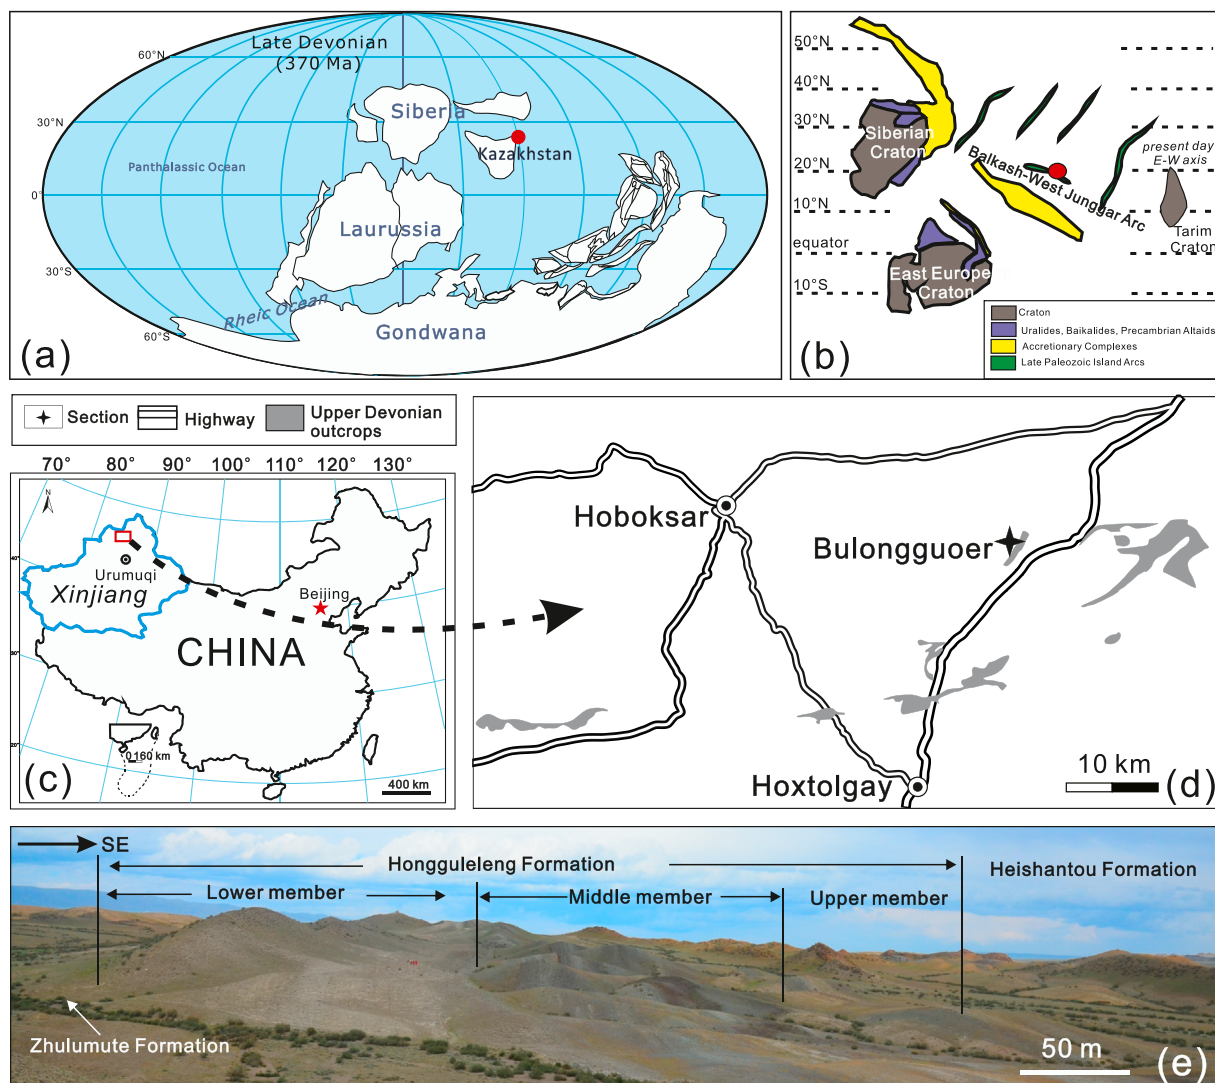 Late Devonian
(370 Ma)
60°N
30°N
0°
30°S
60°S
Siberia
Kazakhstan
Panthalassic Ocean
Laurussia
Rheic Ocean
Gondwana
(a)
50°N
40°N
30°N
20°N
10°N
equator
10°S
Siberian
Craton
Balkash-West Junggar Arc
present day
E-W axis
Tarim
Craton
East European
Craton
Craton
Uralides, Baikalides, Precambrian Altaids
Accretionary Complexes
Late Paleozoic Island Arcs
(b)
Section
Highway
Upper Devonian
outcrops
70° 80° 90° 100° 110° 120° 130°
N
40°
30°
20°
Urumuqi
Xinjiang
Beijing
CHINA
0 160 km
400 km
(c)
Hoboksar
Bulongguoer
Hoxtolgay
10 km
(d)
SE
Hongguleleng Formation
Heishantou Formation
Lower member
Middle member
Upper member
Zhulumute Formation
50 m
(e)